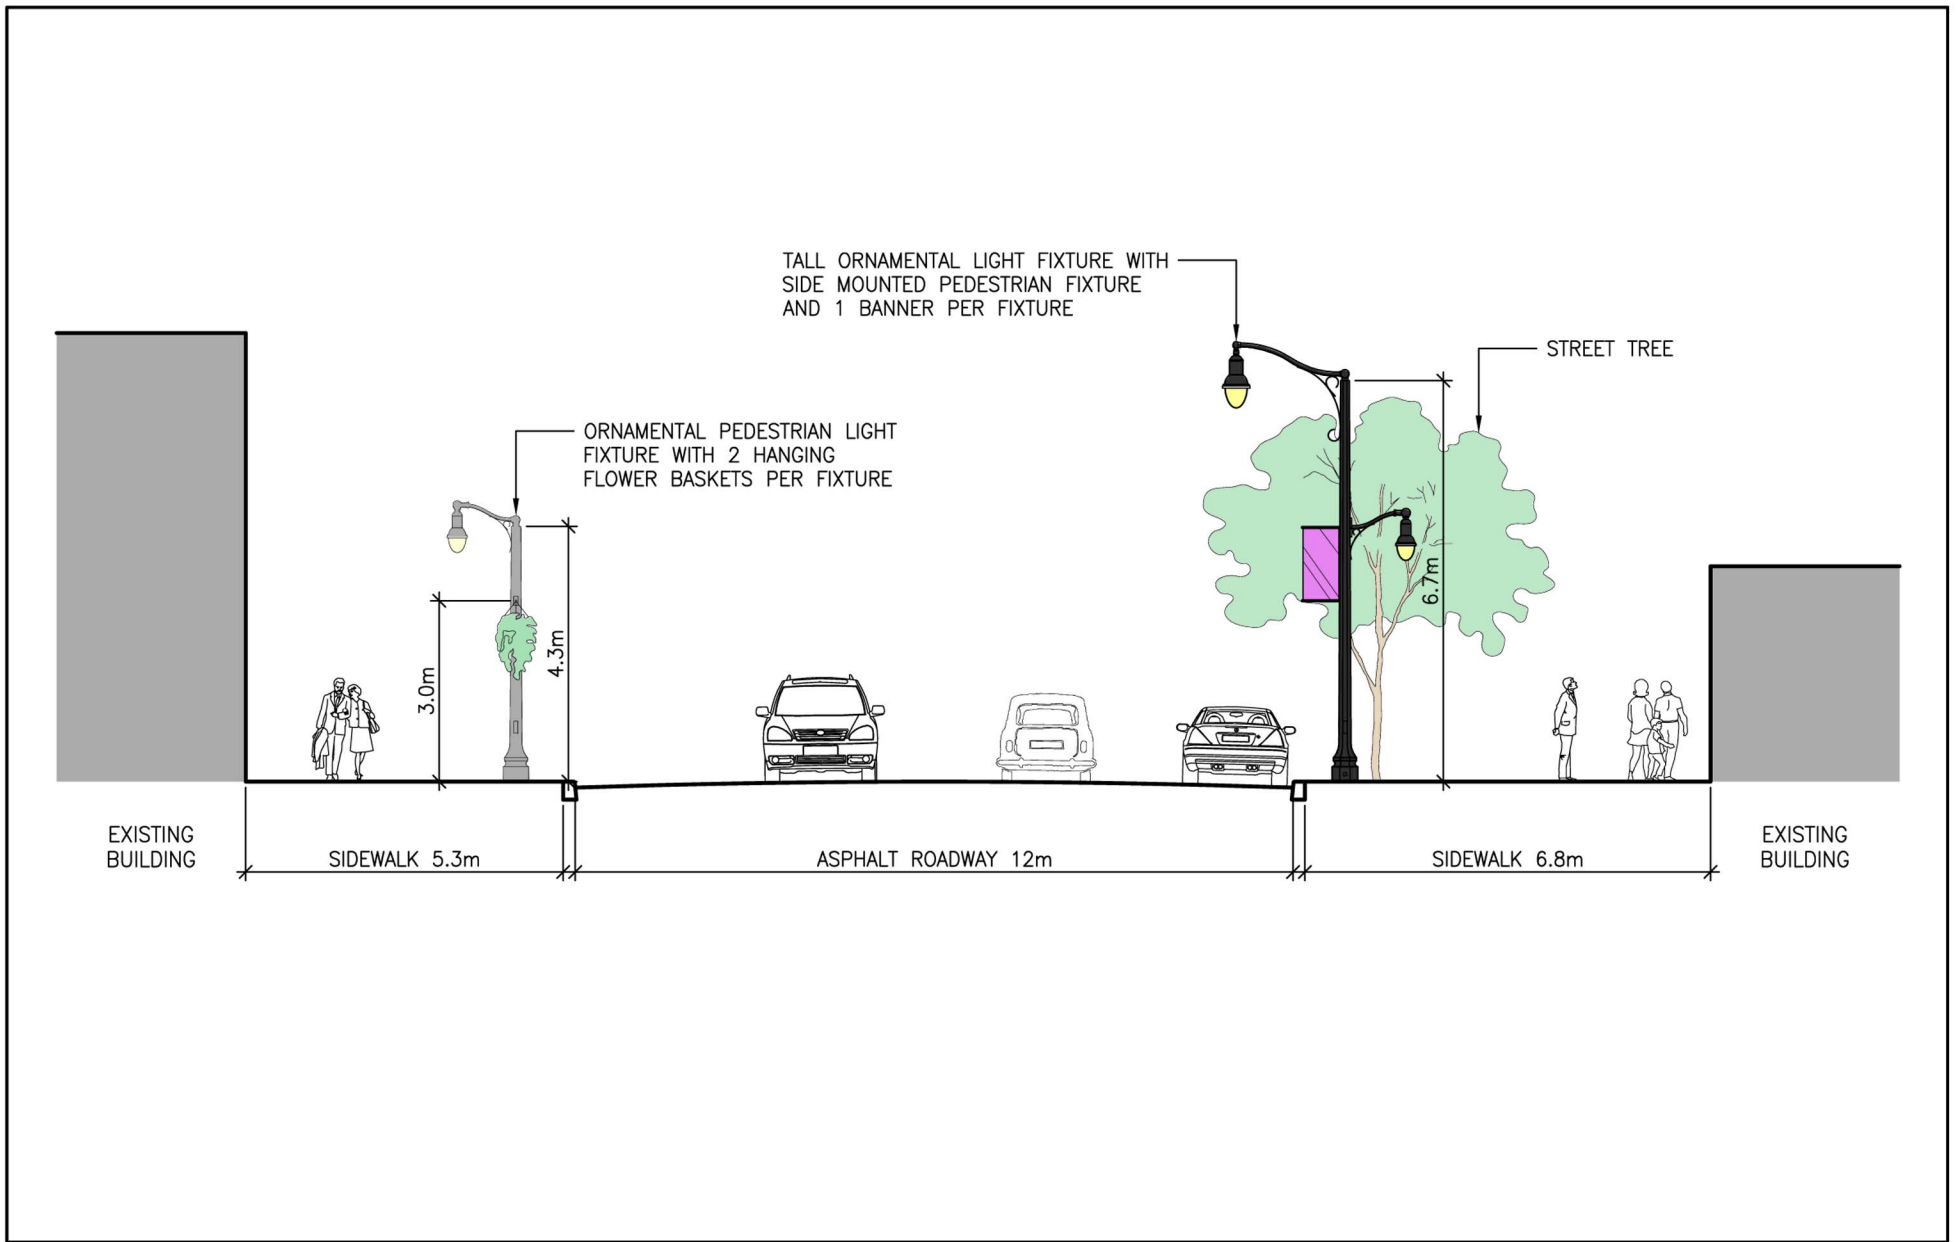 TALL ORNAMENTAL LIGHT FIXTURE WITH
SIDE MOUNTED PEDESTRIAN FIXTURE
AND 1 BANNER PER FIXTURE
STREET TREE
ORNAMENTAL PEDESTRIAN LIGHT
FIXTURE WITH 2 HANGING
FLOWER BASKETS PER FIXTURE
6.7m
4.3m
3.0m
EXISTING
BUILDING
SIDEWALK 5.3m
ASPHALT ROADWAY 12m
SIDEWALK 6.8m
EXISTING
BUILDING